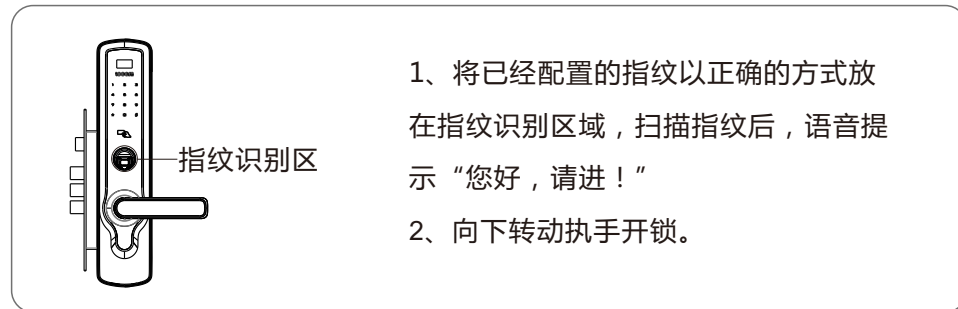 指纹识别区
1、将已经配置的指纹以正确的方式放
在指纹识别区域，扫描指纹后，语音提
示“您好，请进！”
2、向下转动执手开锁。